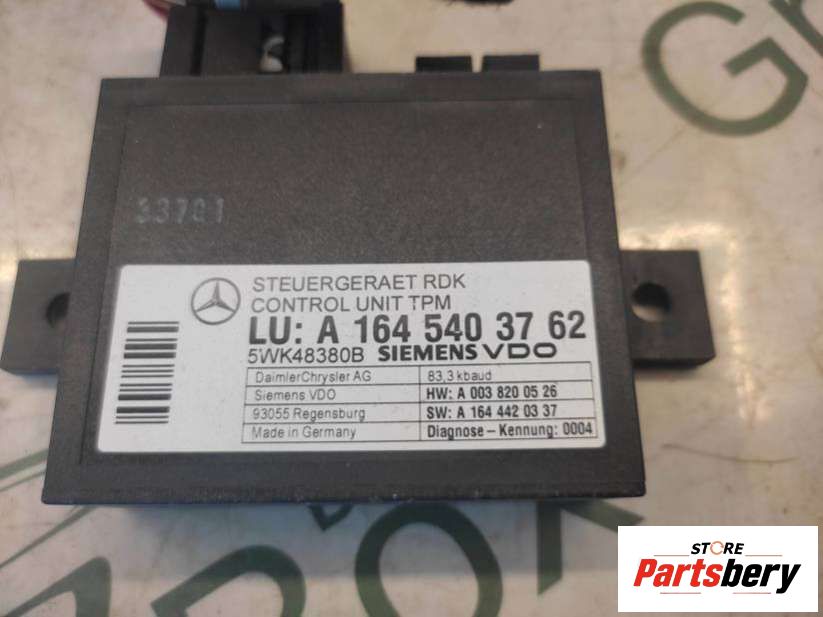 33701
STEUERGERAET RDK
CONTROL UNIT TPM
LU: A 164 540 37 62
5WK48380B SIEMENS VDO
DaimlerChrysler AG 83,3 kbaud
Siemens VDO HW: A 003 820 05 26
93055 Regensburg SW: A 164 442 03 37
Made in Germany Diagnose – Kennung: 0004
STORE
Partsbery